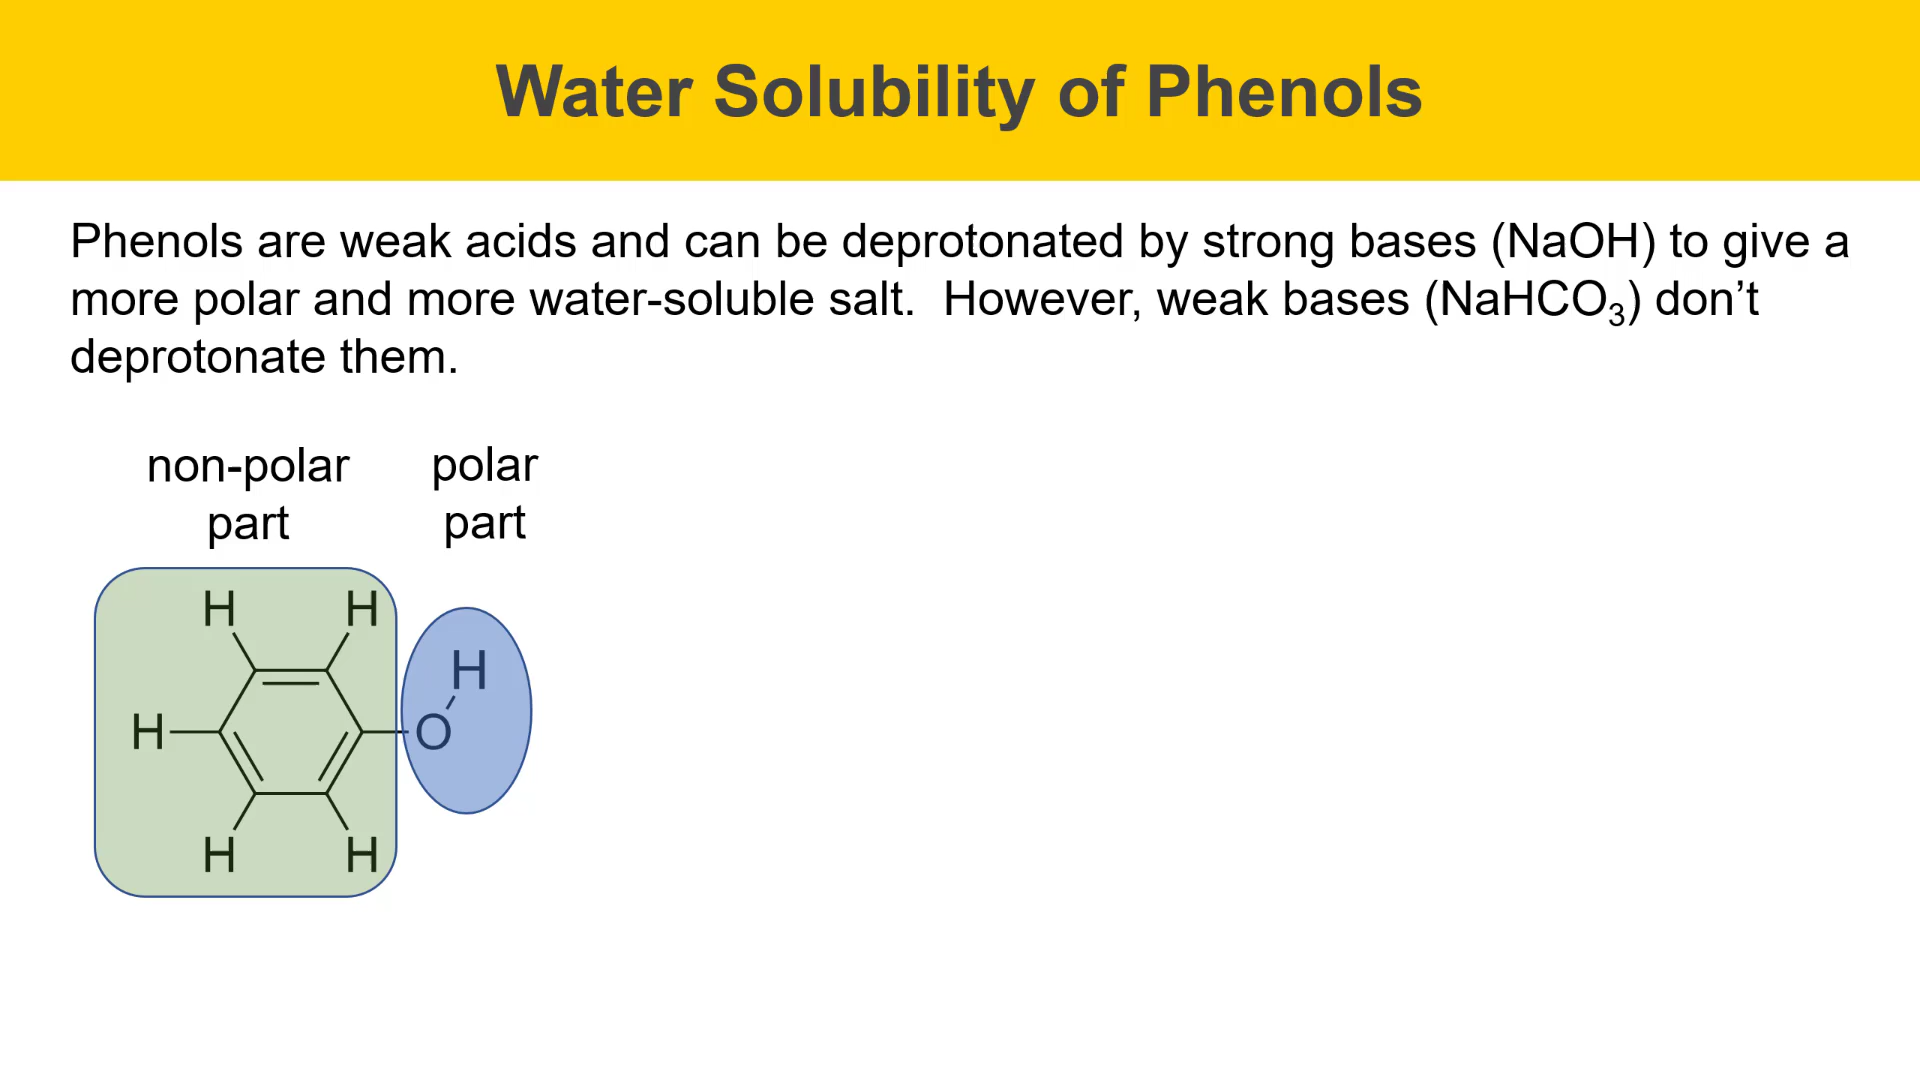 Water Solubility of Phenols
Phenols are weak acids and can be deprotonated by strong bases (NaOH) to give a
more polar and more water-soluble salt.  However, weak bases (NaHCO₃) don’t
deprotonate them.
non-polar part
polar part
H H
H
H O
H H